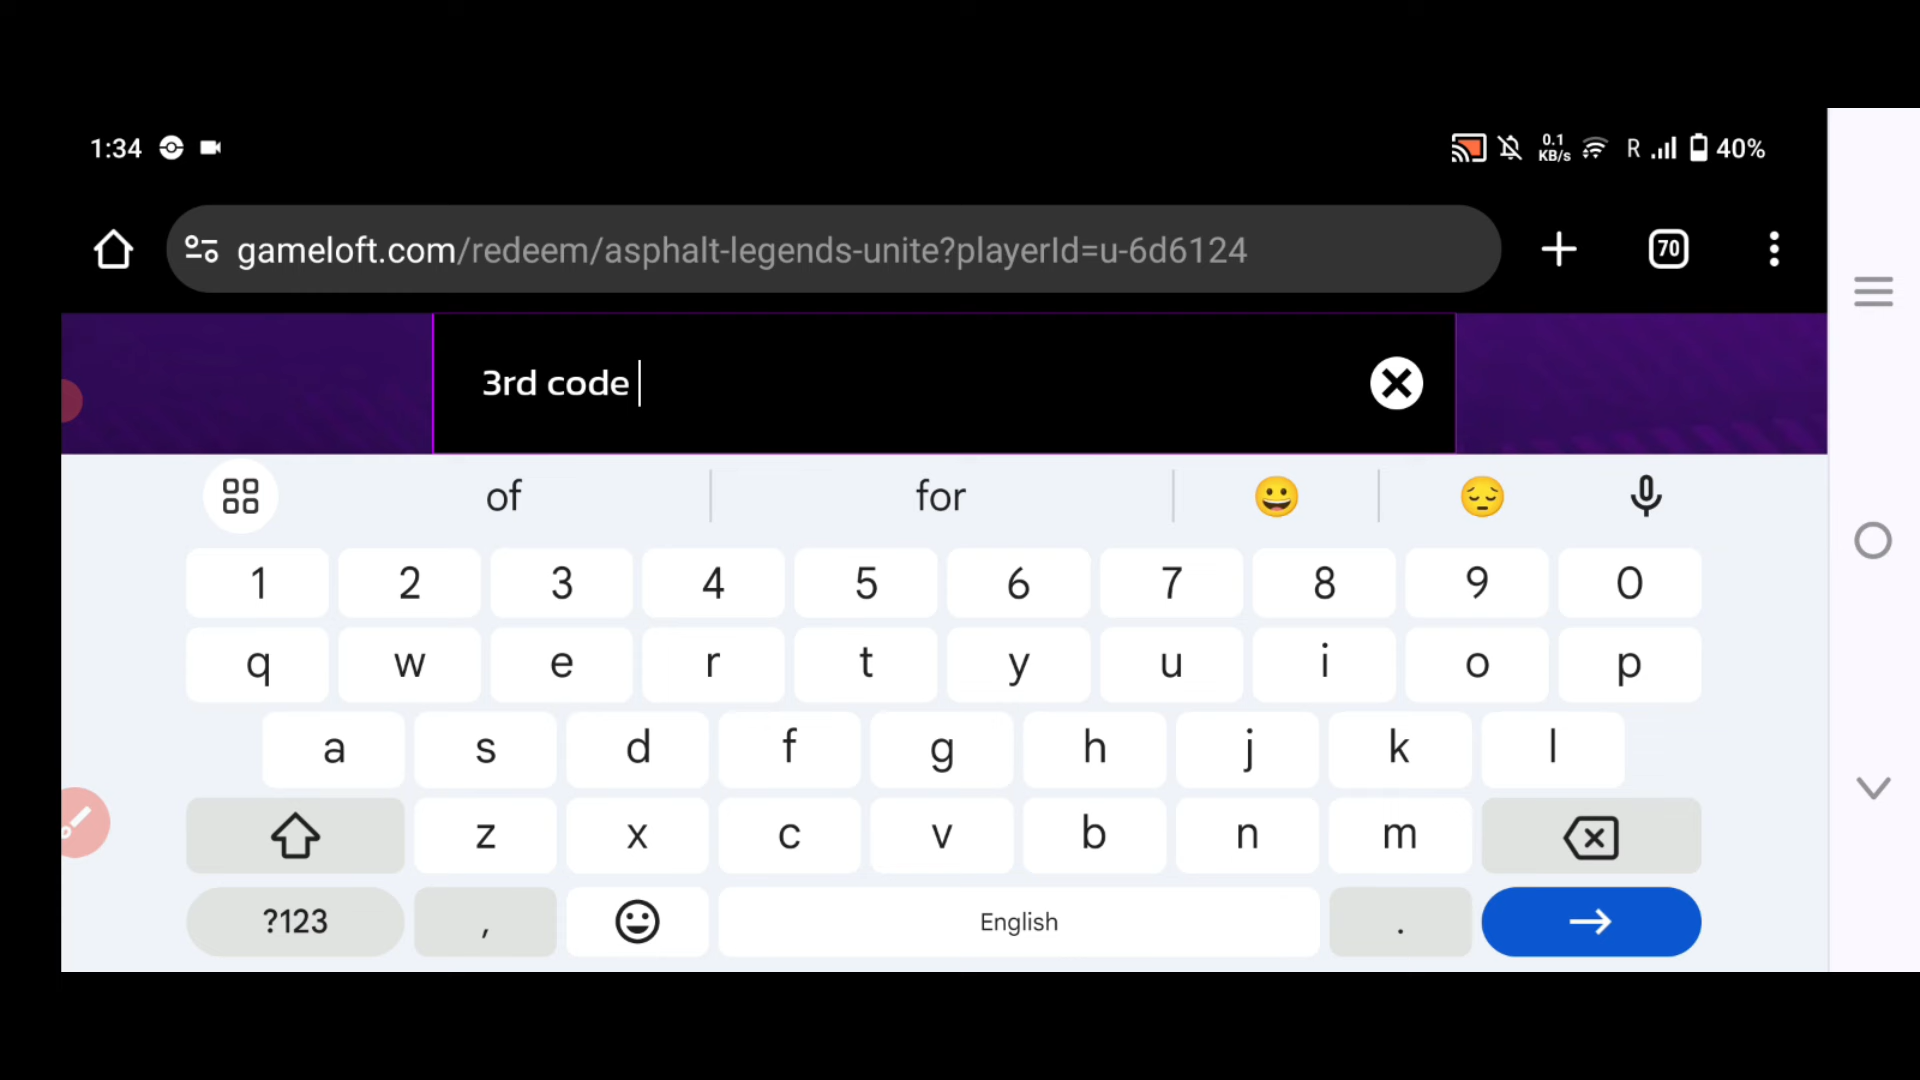 1:34
0.1
KB/s
R
40%
gameloft.com/redeem/asphalt-legends-unite?playerId=u-6d6124
70
3rd code
of for
1 2 3 4 5 6 7 8 9 0
q w e r t y u i o p
a s d f g h j k l
z x c v b n m
?123 , English .